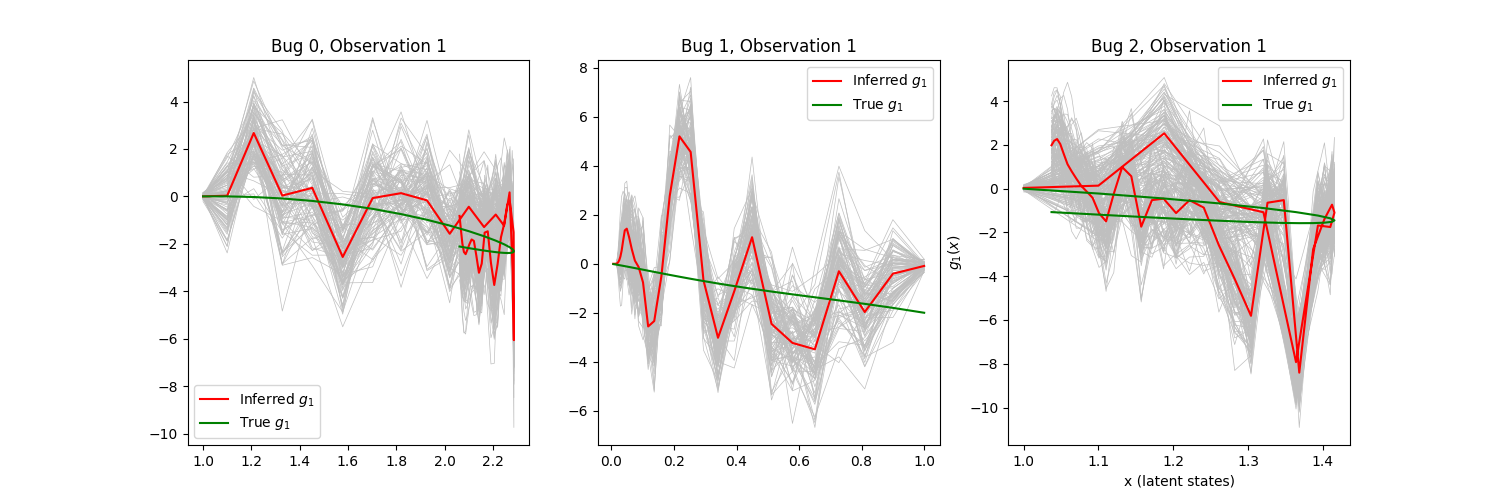 Bug 0, Observation 1
4
2
0
−2
−4
−6
−8
−10
1.0 1.2 1.4 1.6 1.8 2.0 2.2
Inferred g₁
True g₁
Bug 1, Observation 1
8
6
4
2
0
−2
−4
−6
0.0 0.2 0.4 0.6 0.8 1.0
Inferred g₁
True g₁
Bug 2, Observation 1
g₁(x)
4
2
0
−2
−4
−6
−8
−10
1.0 1.1 1.2 1.3 1.4
x (latent states)
Inferred g₁
True g₁